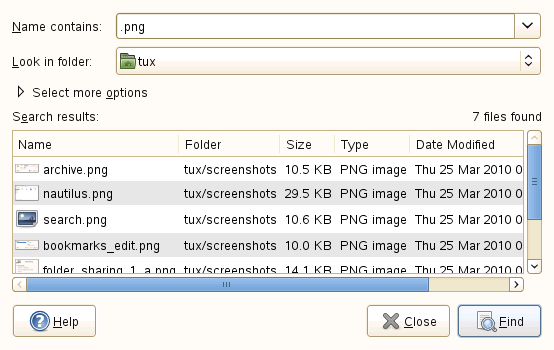 Name contains: .png
Look in folder: tux
Select more options
Search results: 7 files found
Name Folder Size Type Date Modified
archive.png tux/screenshots 10.5 KB PNG image Thu 25 Mar 2010 0
nautilus.png tux/screenshots 29.5 KB PNG image Thu 25 Mar 2010 0
search.png tux/screenshots 10.6 KB PNG image Thu 25 Mar 2010 0
bookmarks_edit.png tux/screenshots 10.0 KB PNG image Thu 25 Mar 2010 0
folder_sharing_1_a.png tux/screenshots 14.1 KB PNG image Thu 25 Mar 2010 0
Help Close Find